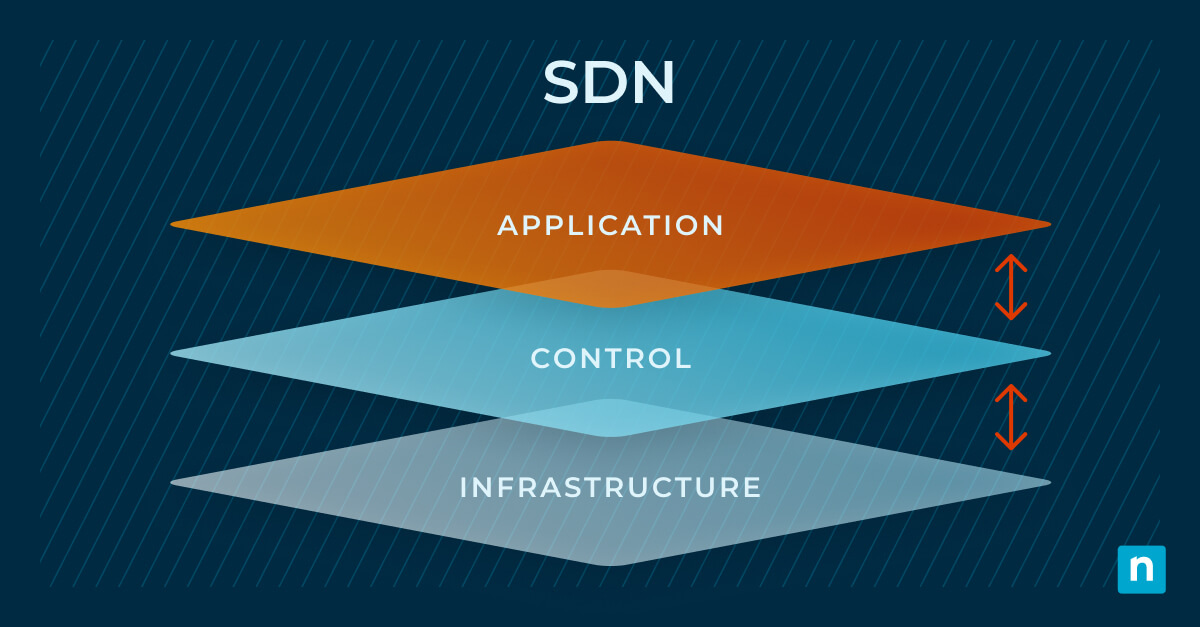 SDN
APPLICATION
CONTROL
INFRASTRUCTURE
n